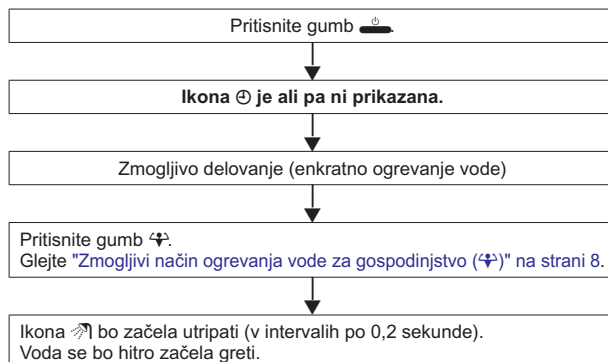 Pritisnite gumb .
Ikona je ali pa ni prikazana.
Zmogljivo delovanje (enkratno ogrevanje vode)
Pritisnite gumb .
Glejte "Zmogljivi način ogrevanja vode za gospodinjstvo ()" na strani 8.
Ikona bo začela utripati (v intervalih po 0,2 sekunde).
Voda se bo hitro začela greti.